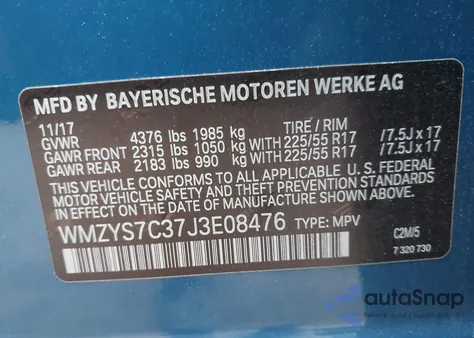 MFD BY BAYERISCHE MOTOREN WERKE AG
11/17 TIRE / RIM
GVWR 4376 lbs 1985 kg
GAWR FRONT 2315 lbs 1050 kg WITH 225/55 R17 /7.5J x 17
GAWR REAR 2183 lbs 990 kg WITH 225/55 R17 /7.5J x 17
THIS VEHICLE CONFORMS TO ALL APPLICABLE U.S. FEDERAL
MOTOR VEHICLE SAFETY AND THEFT PREVENTION STANDARDS
IN EFFECT ON THE DATE OF MANUFACTURE SHOWN ABOVE.
WMZYS7C37J3E08476 TYPE: MPV C2M/5
7 320 730
autoSnap